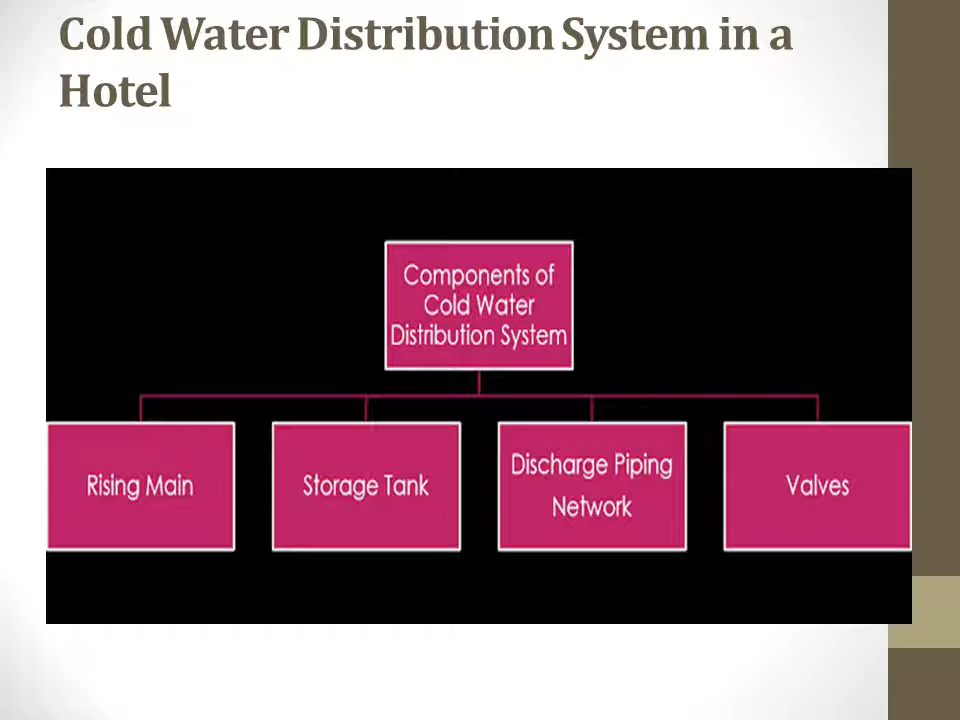 Cold Water Distribution System in a
Hotel
Components of
Cold Water
Distribution System
Rising Main
Storage Tank
Discharge Piping
Network
Valves